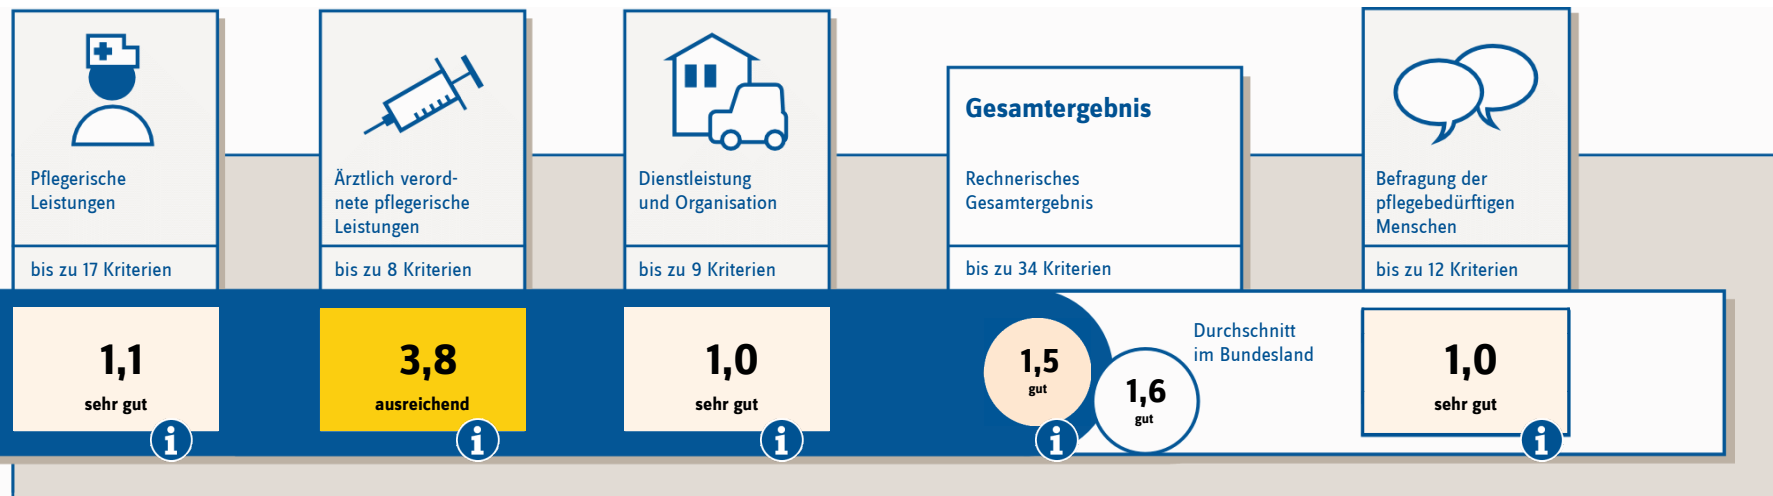 Pflegerische
Leistungen
bis zu 17 Kriterien
1,1
sehr gut
Ärztlich verord-
nete pflegerische
Leistungen
bis zu 8 Kriterien
3,8
ausreichend
Dienstleistung
und Organisation
bis zu 9 Kriterien
1,0
sehr gut
Gesamtergebnis
Rechnerisches
Gesamtergebnis
bis zu 34 Kriterien
1,5
gut
1,6
gut
Durchschnitt
im Bundesland
Befragung der
pflegebedürftigen
Menschen
bis zu 12 Kriterien
1,0
sehr gut